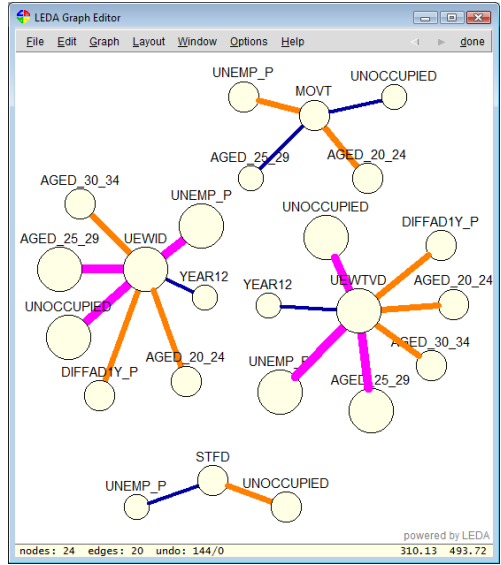 LEDA Graph Editor
File Edit Graph Layout Window Options Help done
UNEMP_P
UNOCCUPIED
MOVT
AGED_25_29
AGED_20_24
AGED_30_34
UNEMP_P
UNOCCUPIED
DIFFAD1Y_P
AGED_25_29
UEWID
YEAR12
YEAR12
UEWTVD
AGED_20_24
UNOCCUPIED
AGED_30_34
DIFFAD1Y_P
AGED_20_24
UNEMP_P
AGED_25_29
STFD
UNEMP_P
UNOCCUPIED
powered by LEDA
nodes: 24 edges: 20 undo: 144/0 310.13 493.72